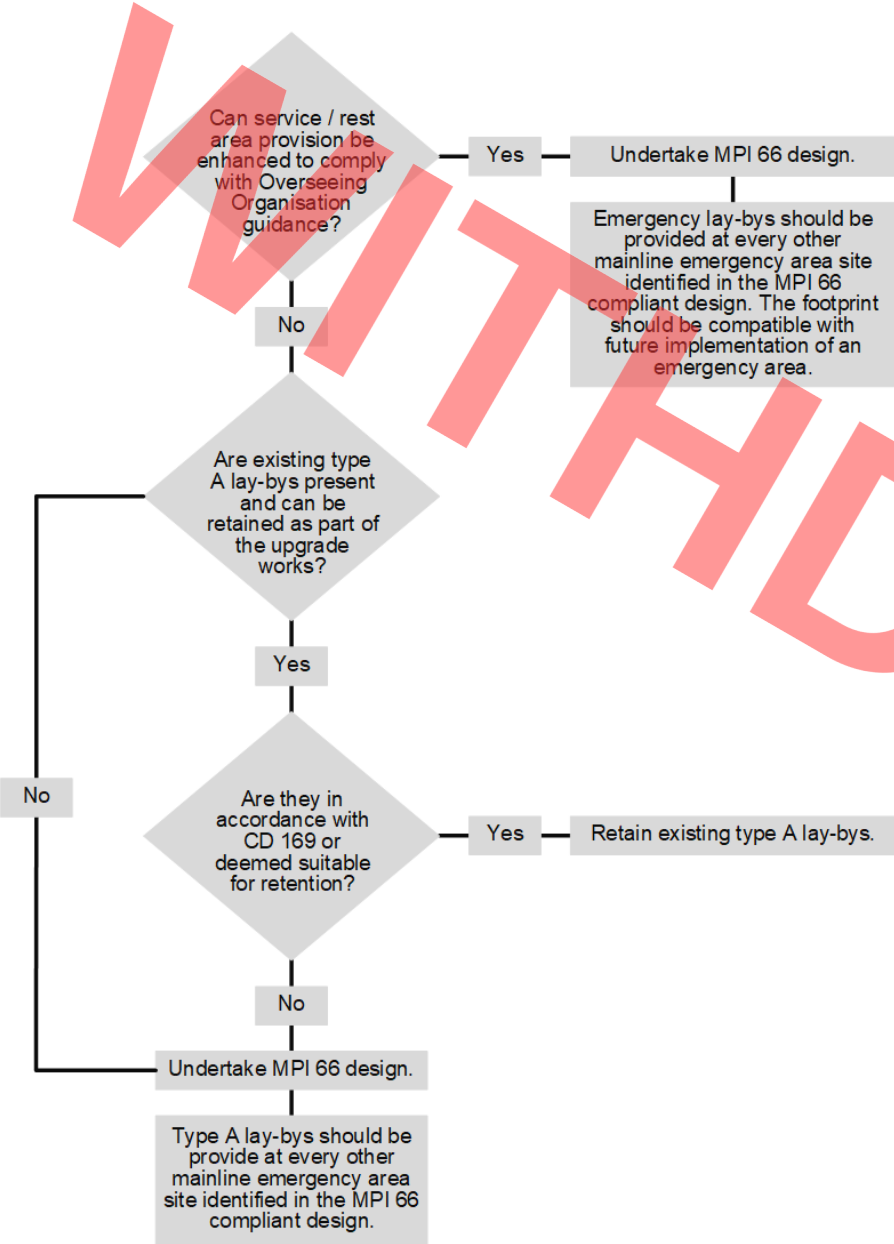 Can service / rest
area provision be
enhanced to comply
with Overseeing
Organisation
guidance?
Yes
Undertake MPI 66 design.
Emergency lay-bys should be
provided at every other
mainline emergency area site
identified in the MPI 66
compliant design. The footprint
should be compatible with
future implementation of an
emergency area.
No
Are existing type
A lay-bys present
and can be
retained as part of
the upgrade
works?
Yes
No
Are they in
accordance with
CD 169 or
deemed suitable
for retention?
Yes
Retain existing type A lay-bys.
No
Undertake MPI 66 design.
Type A lay-bys should be
provide at every other
mainline emergency area
site identified in the MPI 66
compliant design.
WITHD